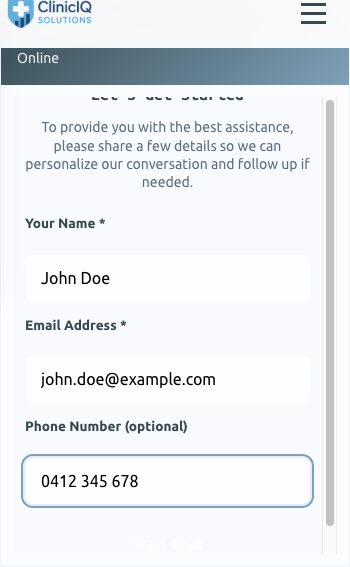 ClinicIQ
SOLUTIONS
Online
Let's Get Started
To provide you with the best assistance,
please share a few details so we can
personalize our conversation and follow up if
needed.
Your Name *
John Doe
Email Address *
john.doe@example.com
Phone Number (optional)
0412 345 678
Start Chat